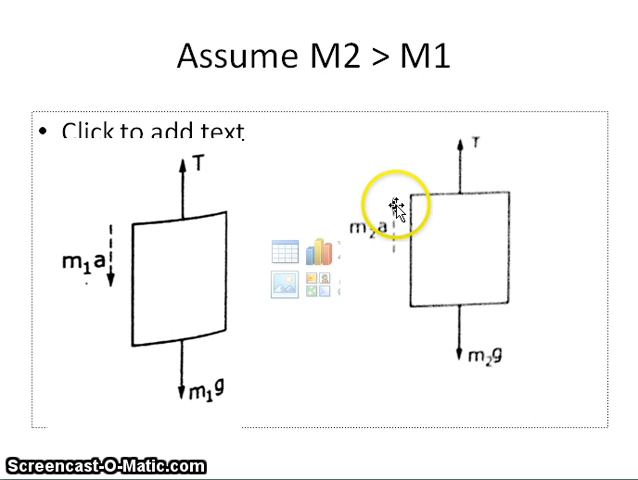 Assume M2 > M1
• Click to add text
T
T
m₂a
m₁a
m₂g
m₁g
Screencast-O-Matic.com